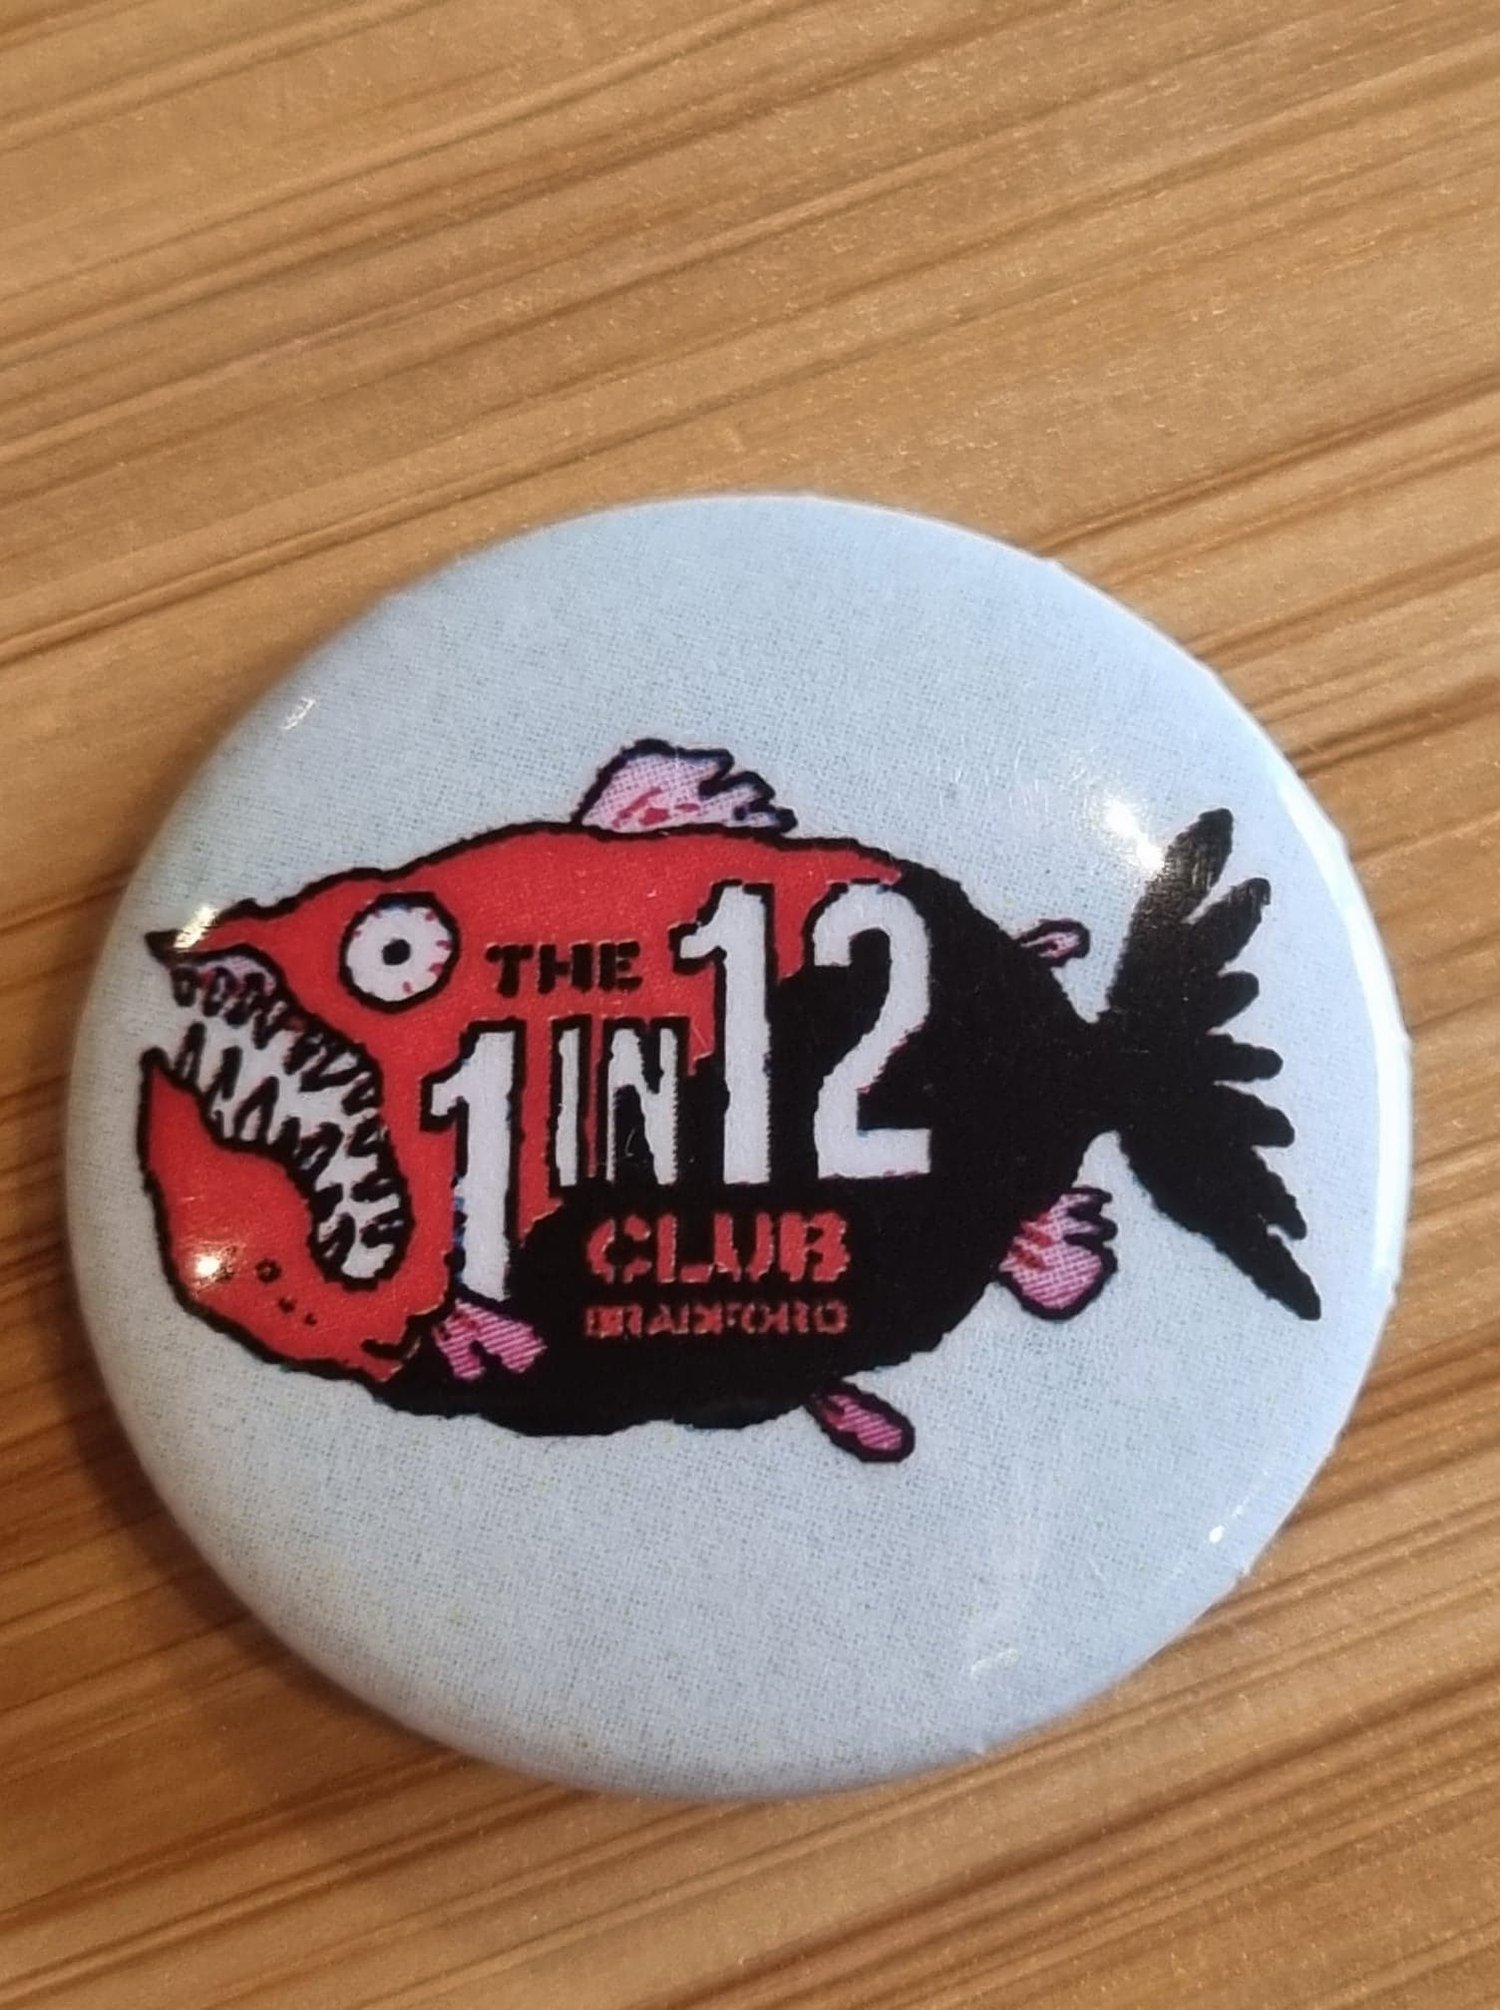 THE
1 IN 12
CLUB
BRADFORD